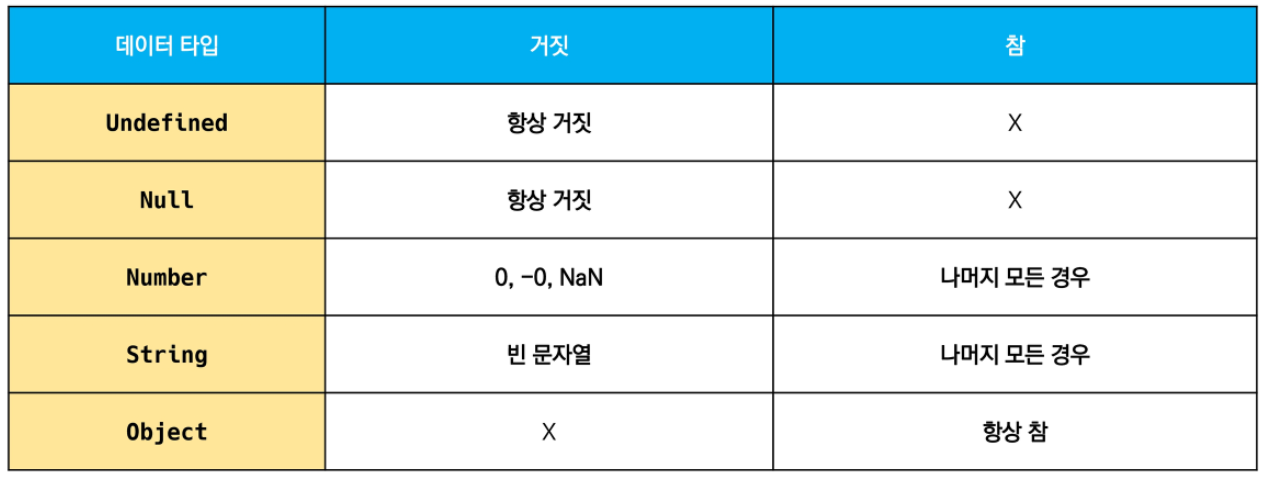 데이터 타입 거짓 참
Undefined 항상 거짓 X
Null 항상 거짓 X
Number 0, -0, NaN 나머지 모든 경우
String 빈 문자열 나머지 모든 경우
Object X 항상 참